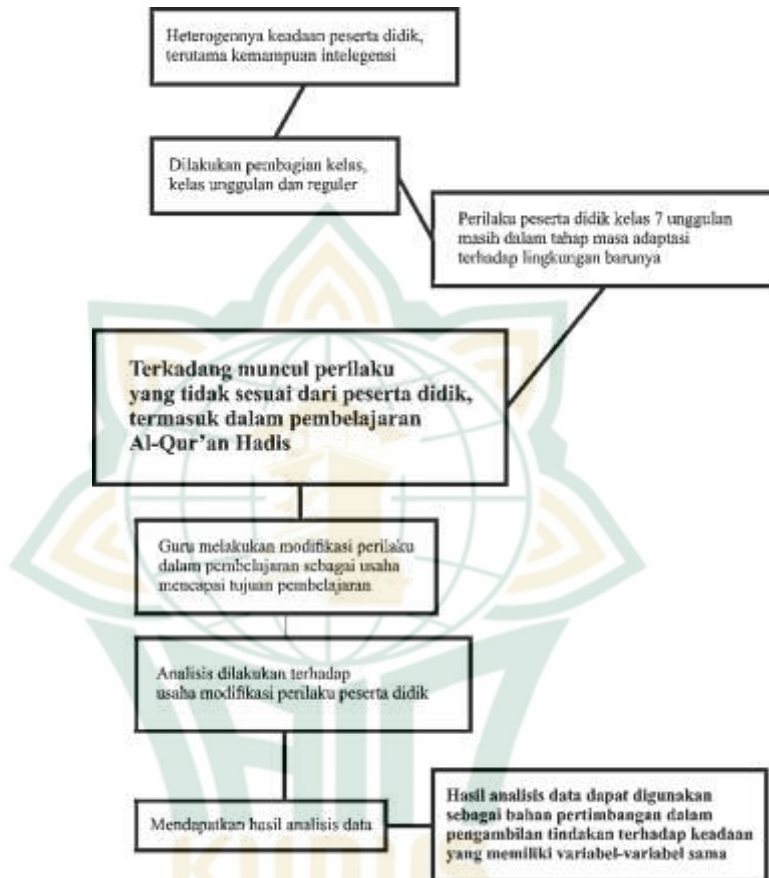 Heterogennya keadaan peserta didik,
terutama kemampuan intelegensi
Dilakukan pembagian kelas,
kelas unggulan dan reguler
Perilaku peserta didik kelas 7 unggulan
masih dalam tahap masa adaptasi
terhadap lingkungan barunya
Terkadang muncul perilaku
yang tidak sesuai dari peserta didik,
termasuk dalam pembelajaran
Al-Qur'an Hadis
Guru melakukan modifikasi perilaku
dalam pembelajaran sebagai usaha
mencapai tujuan pembelajaran
Analisis dilakukan terhadap
usaha modifikasi perilaku peserta didik
Mendapatkan hasil analisis data
Hasil analisis data dapat digunakan
sebagai bahan pertimbangan dalam
pengambilan tindakan terhadap keadaan
yang memiliki variabel-variabel sama